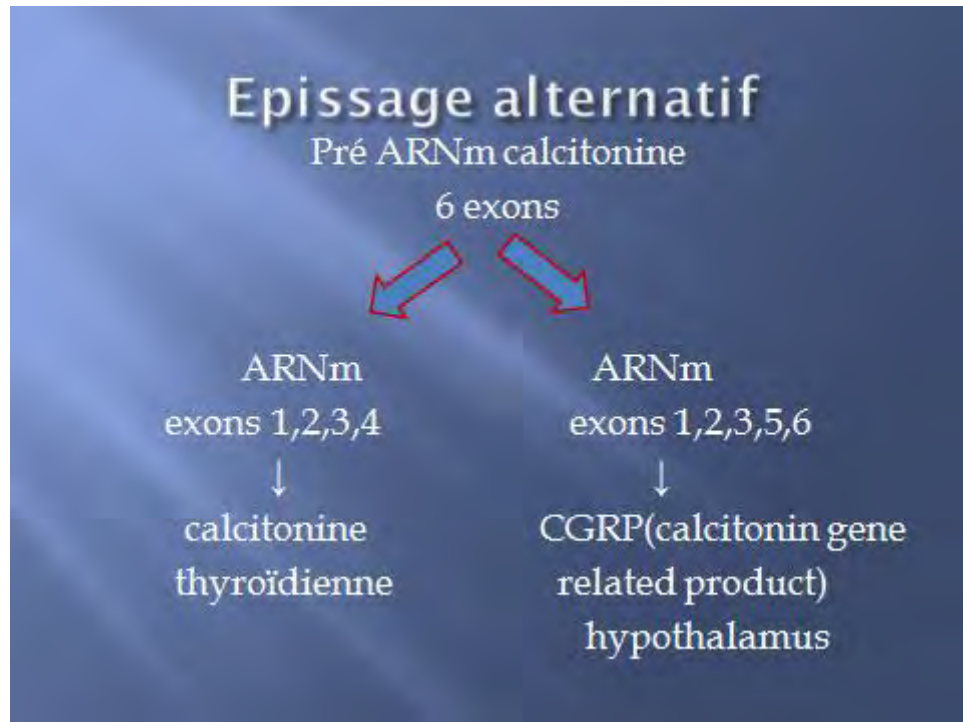 Epissage alternatif
Pré ARNm calcitonine
6 exons
ARNm
exons 1,2,3,4
↓
calcitonine
thyroïdienne
ARNm
exons 1,2,3,5,6
↓
CGRP(calcitonin gene
related product)
hypothalamus